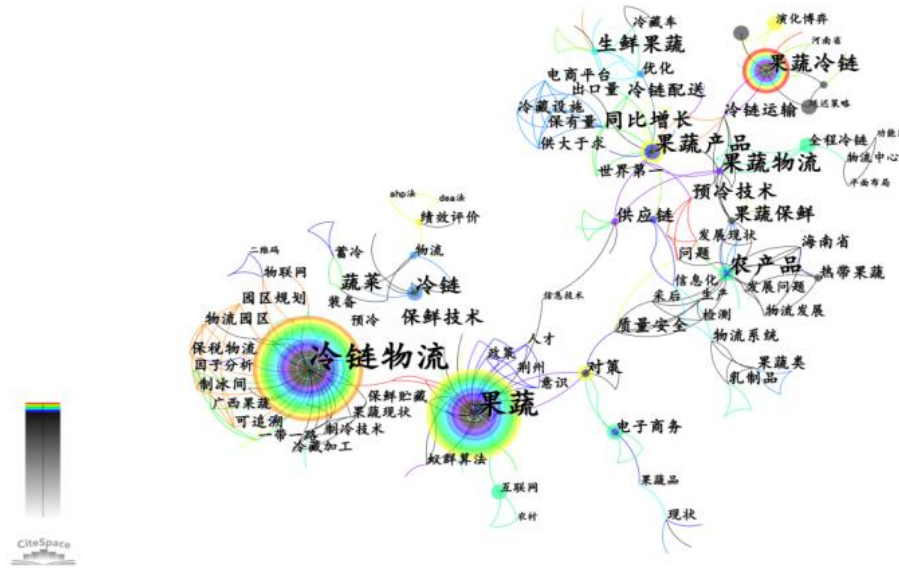 冷藏车
演化博弈
生鲜果蔬
河南省
果蔬冷链
电商平台
优化
出口量
冷链配送
冷藏设施
冷链运输
延迟策略
保有量
同比增长
供大于求
果蔬产品
全程冷链
物流中心
世界第一
果蔬物流
平面布局
预冷技术
ahp法
dea法
绩效评价
供应链
果蔬保鲜
发展现状
海南省
二维码
蓄冷
物流
问题
农产品
热带果蔬
物联网
蔬菜
冷链
信息化
发展问题
园区规划
装备
信息技术
采后
生产
物流发展
物流园区
预冷
保鲜技术
质量安全
检测
保税物流
冷链物流
政策
人才
物流系统
因子分析
荆州
对策
果蔬类
制冰间
意识
乳制品
广西果蔬
保鲜贮藏
果蔬
可追溯
果蔬现状
一带一路
制冷技术
电子商务
冷藏加工
蚁群算法
果蔬品
互联网
农村
现状
CiteSpace